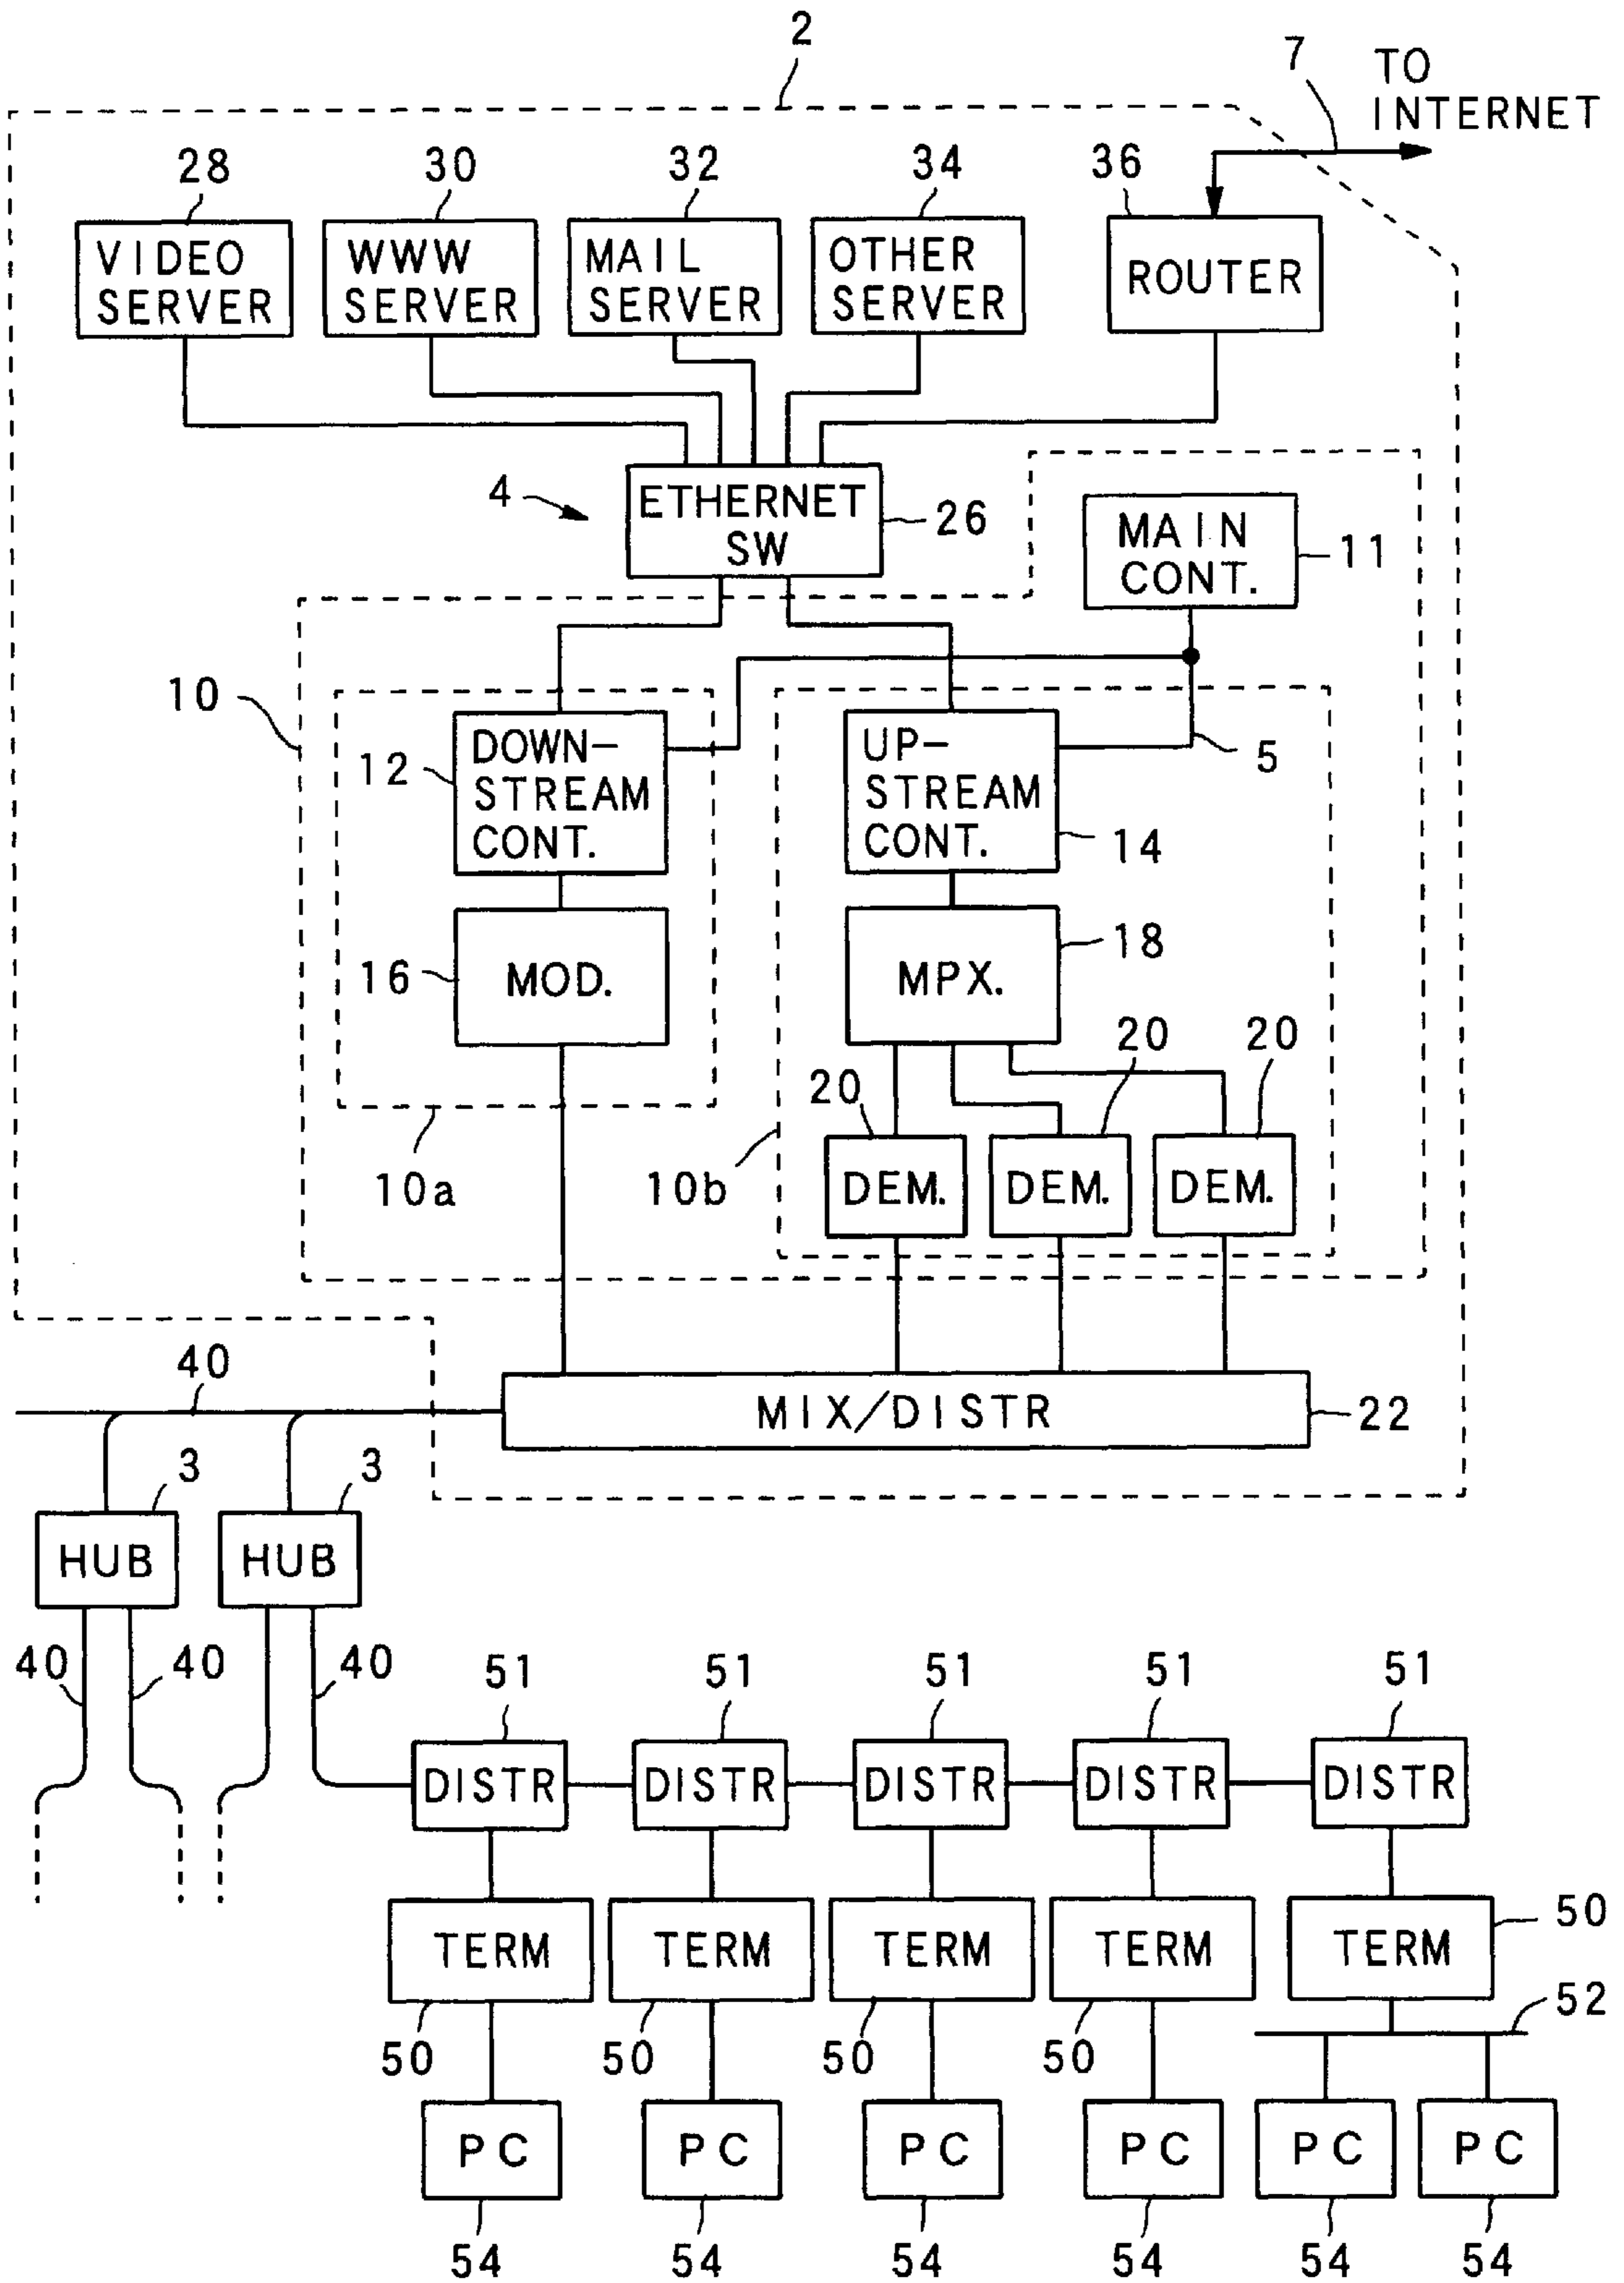 2
7
TO
INTERNET
28
30
32
34
36
VIDEO
SERVER
WWW
SERVER
MAIL
SERVER
OTHER
SERVER
ROUTER
4
ETHERNET
SW
26
MAIN
CONT.
11
10
12
DOWN-
STREAM
CONT.
UP-
STREAM
CONT.
5
14
16
MOD.
MPX.
18
20
20
20
10a
10b
DEM.
DEM.
DEM.
40
MIX/DISTR
22
3
3
HUB
HUB
40
40
40
51
51
51
51
51
DISTR
DISTR
DISTR
DISTR
DISTR
TERM
TERM
TERM
TERM
TERM
50
50
50
50
50
52
PC
PC
PC
PC
PC
PC
54
54
54
54
54
54